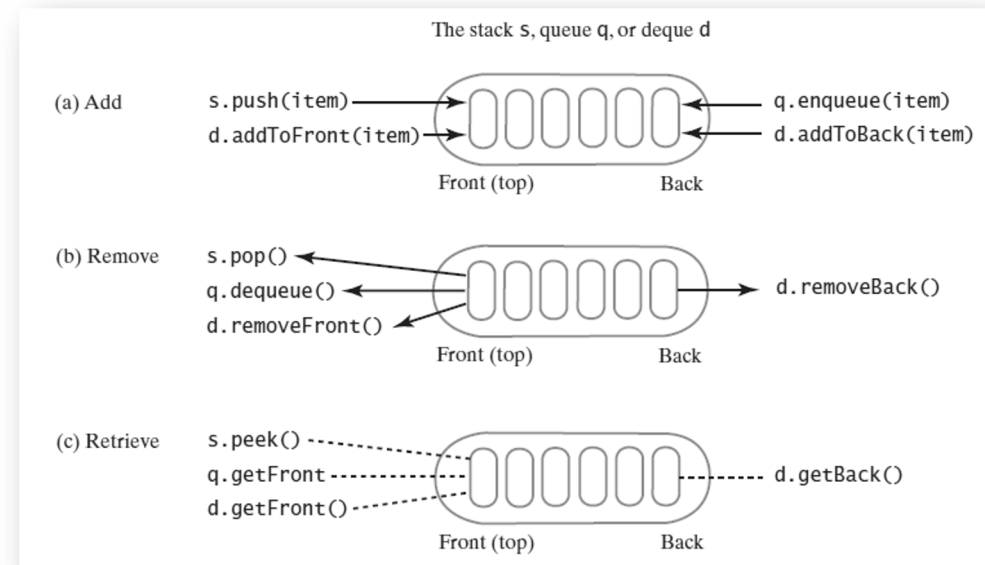 The stack s, queue q, or deque d
(a) Add
s.push(item)
q.enqueue(item)
d.addToFront(item)
d.addToBack(item)
Front (top)
Back
(b) Remove
s.pop()
q.dequeue()
d.removeBack()
d.removeFront()
Front (top)
Back
(c) Retrieve
s.peek()
q.getFront
d.getBack()
d.getFront()
Front (top)
Back